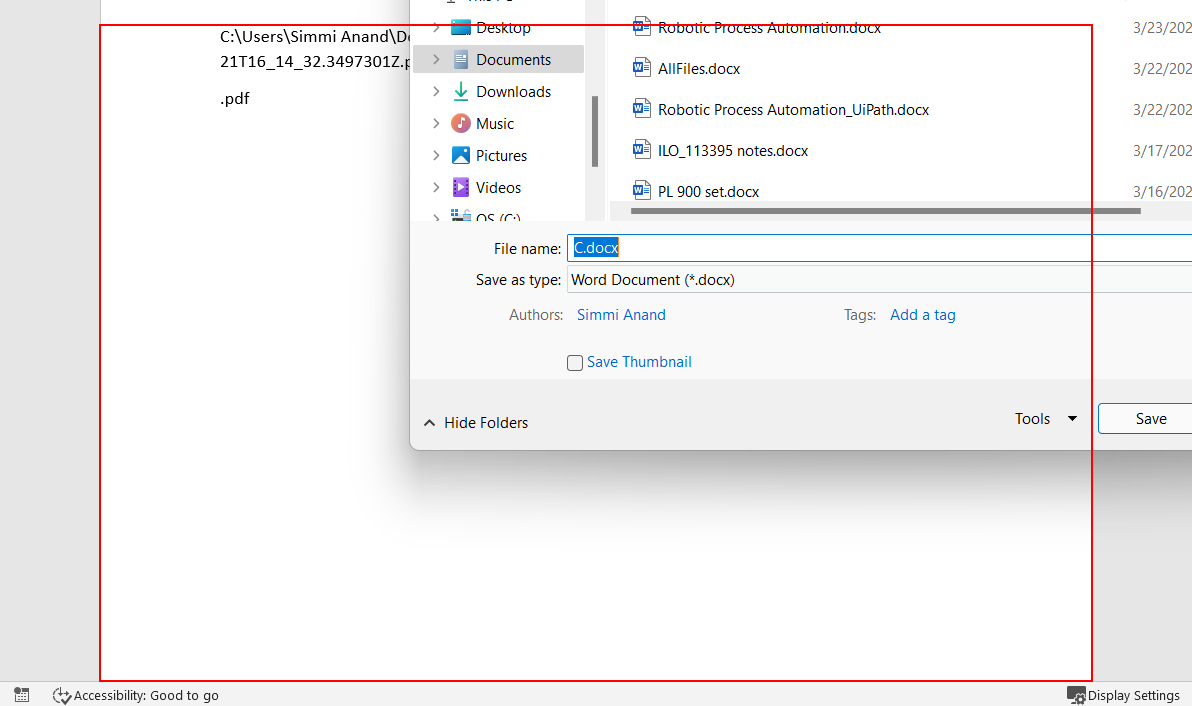 C:\Users\Simmi Anand\D
21T16_14_32.3497301Z.
.pdf
Desktop
Documents
Downloads
Music
Pictures
Videos
OS (C:)
Robotic Process Automation.docx 3/23/202
AllFiles.docx 3/22/202
Robotic Process Automation_UiPath.docx 3/22/202
ILO_113395 notes.docx 3/17/202
PL 900 set.docx 3/16/202
File name: C.docx
Save as type: Word Document (*.docx)
Authors: Simmi Anand Tags: Add a tag
Save Thumbnail
Hide Folders Tools Save
Accessibility: Good to go Display Settings